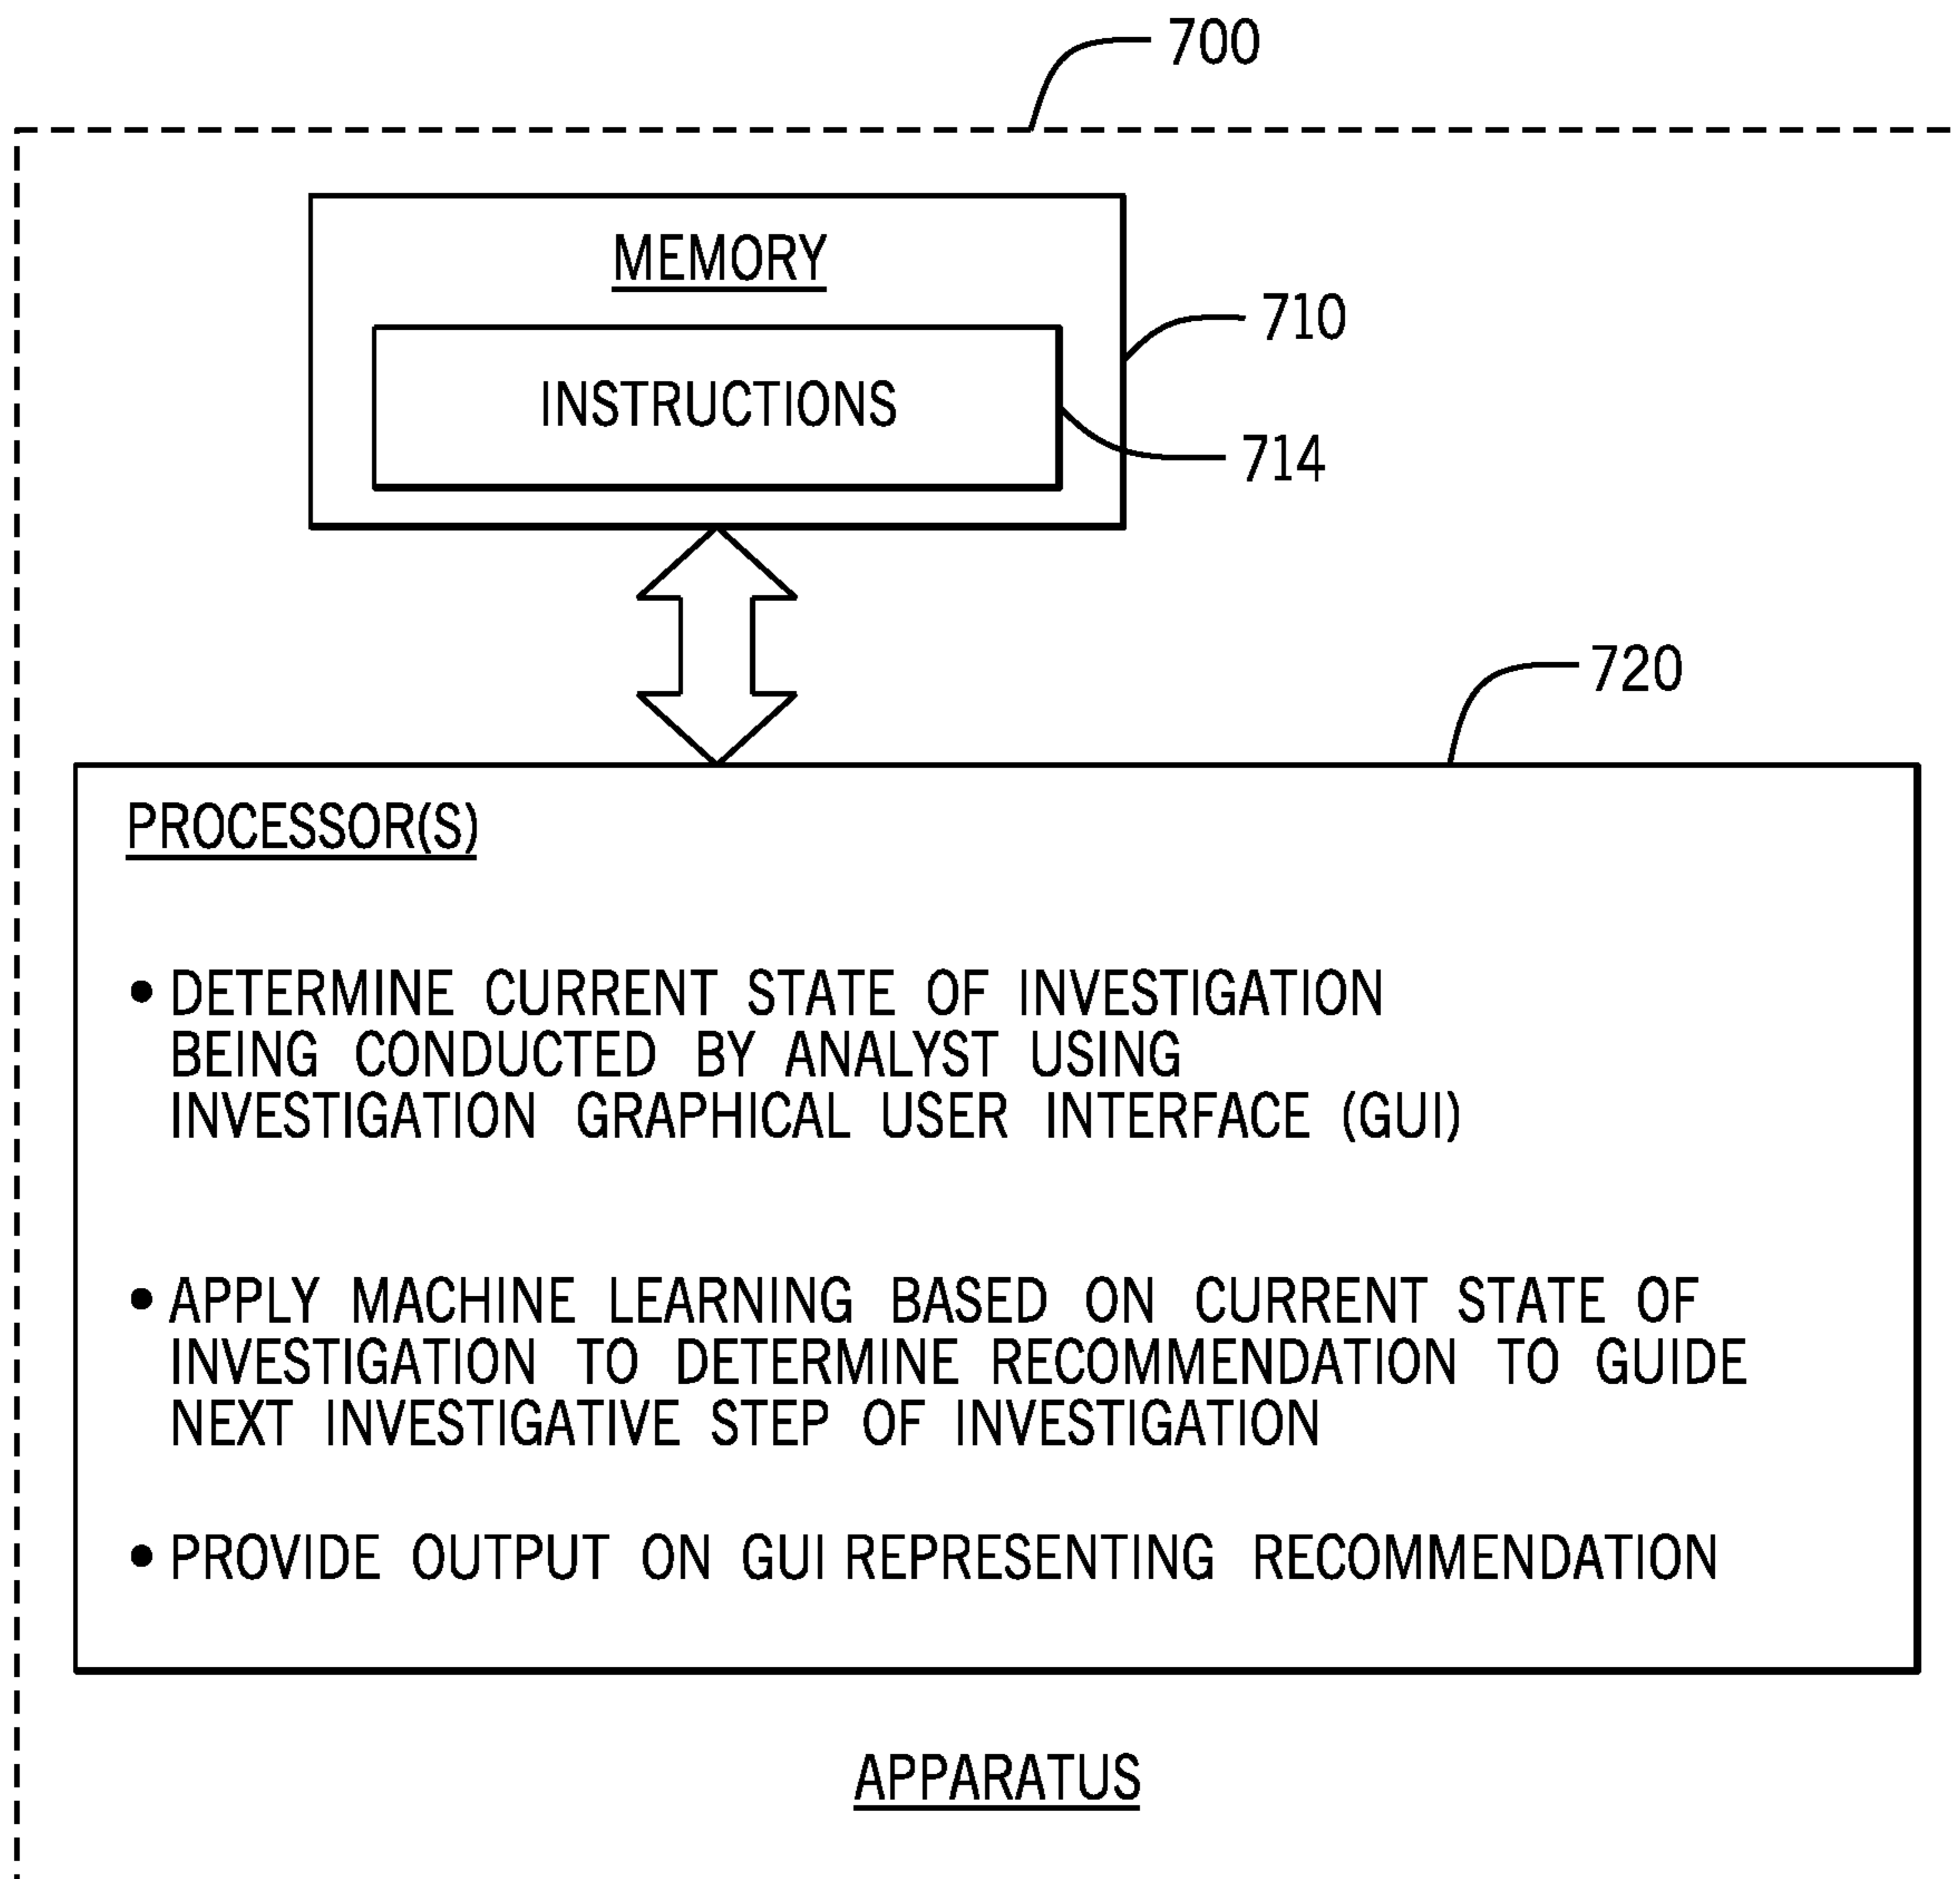 700
MEMORY
710
INSTRUCTIONS
714
720
PROCESSOR(S)
• DETERMINE CURRENT STATE OF INVESTIGATION
BEING CONDUCTED BY ANALYST USING
INVESTIGATION GRAPHICAL USER INTERFACE (GUI)
• APPLY MACHINE LEARNING BASED ON CURRENT STATE OF
INVESTIGATION TO DETERMINE RECOMMENDATION TO GUIDE
NEXT INVESTIGATIVE STEP OF INVESTIGATION
• PROVIDE OUTPUT ON GUI REPRESENTING RECOMMENDATION
APPARATUS